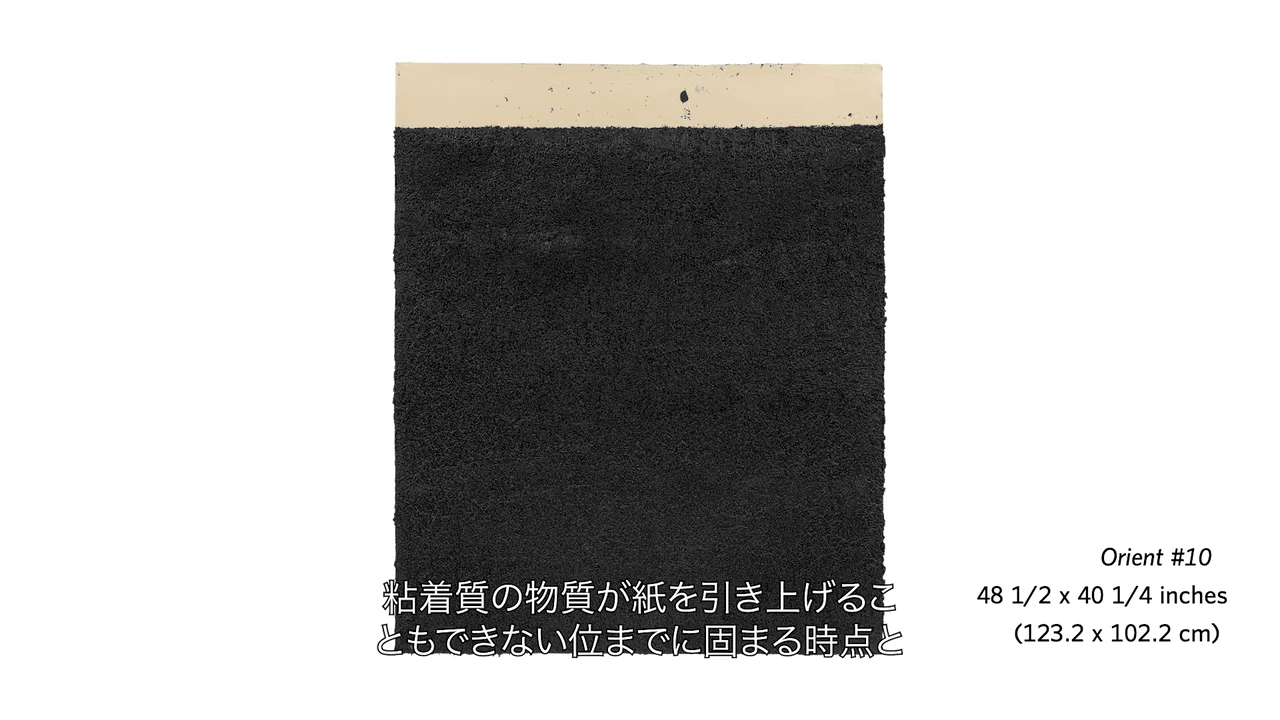 粘着質の物質が紙を引き上げるこ
ともできない位までに固まる時点と
Orient #10
48 1/2 x 40 1/4 inches
(123.2 x 102.2 cm)